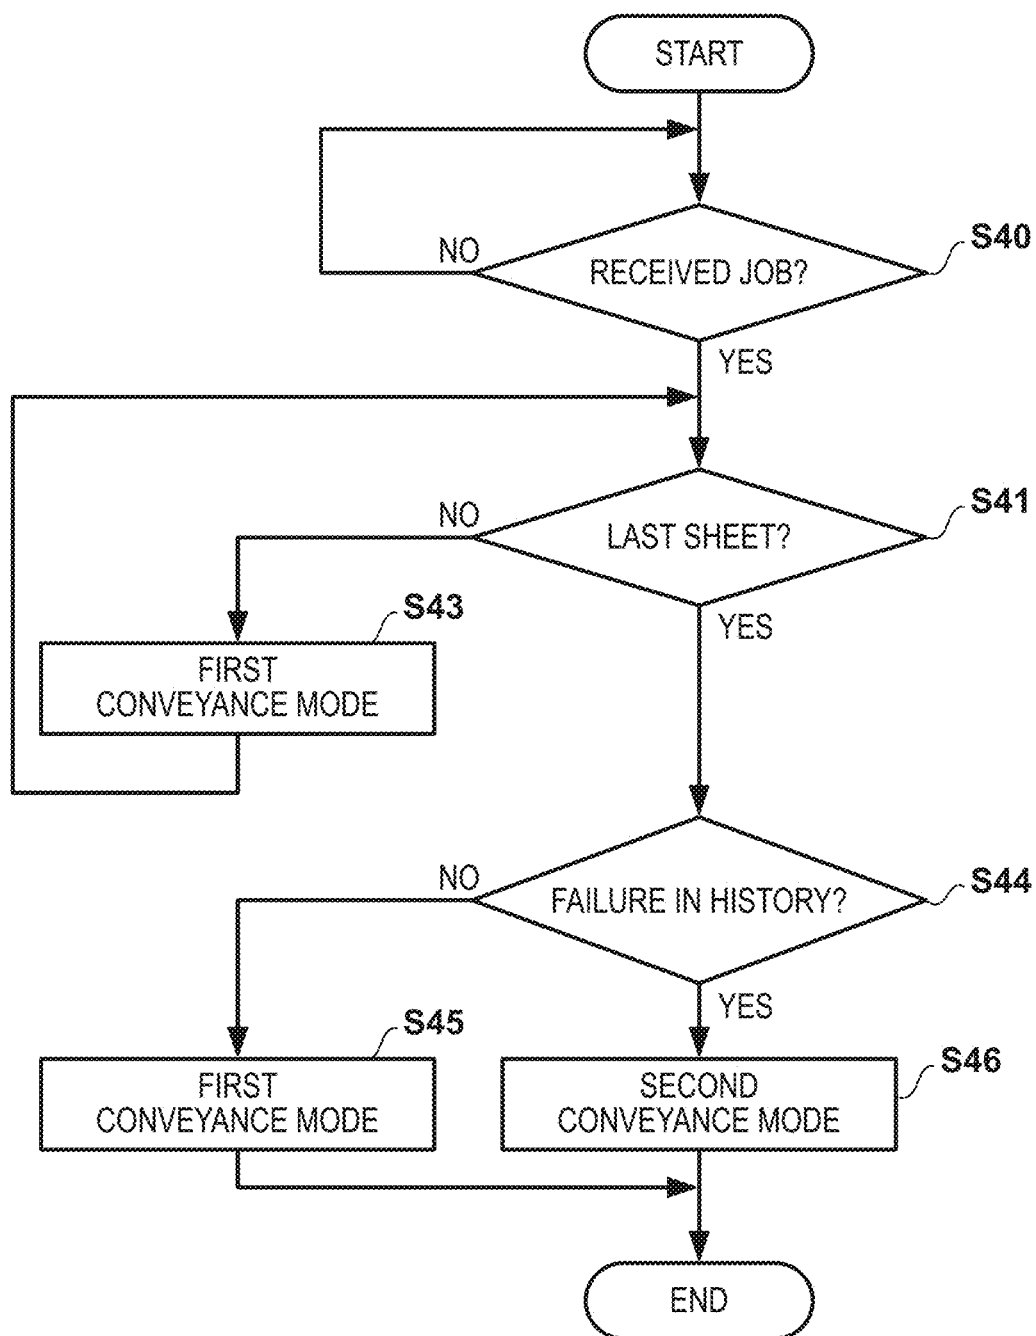 START
NO
RECEIVED JOB?
S40
YES
NO
LAST SHEET?
S41
YES
S43
FIRST
CONVEYANCE MODE
NO
FAILURE IN HISTORY?
S44
YES
S45
FIRST
CONVEYANCE MODE
SECOND
CONVEYANCE MODE
S46
END